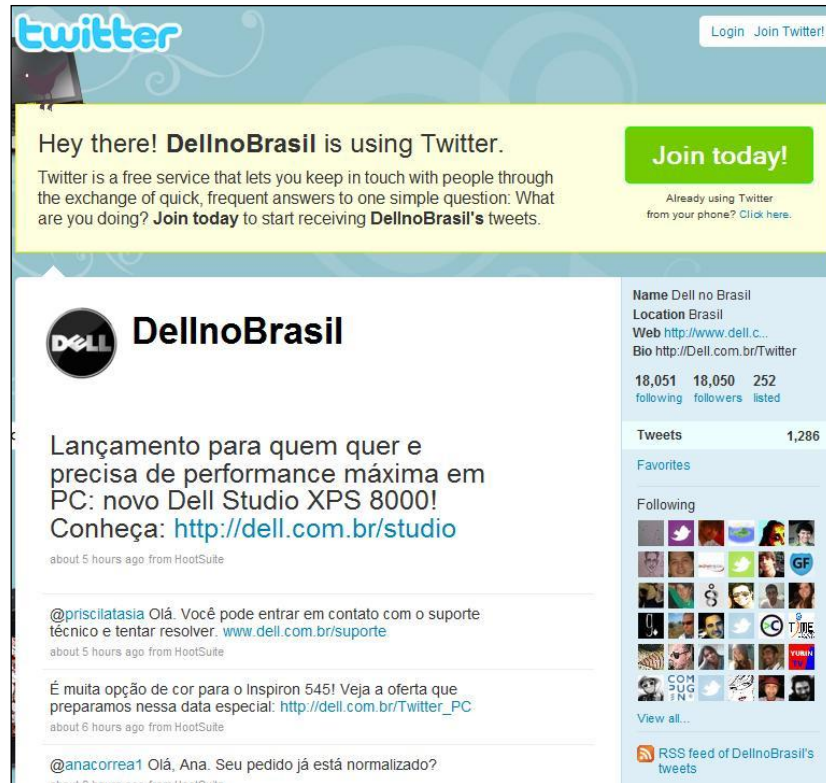 twitter
Login Join Twitter!
Hey there! DellnoBrasil is using Twitter.
Twitter is a free service that lets you keep in touch with people through
the exchange of quick, frequent answers to one simple question: What
are you doing? Join today to start receiving DellnoBrasil's tweets.
Join today!
Already using Twitter
from your phone? Click here.
DELL
DellnoBrasil
Lançamento para quem quer e
precisa de performance máxima em
PC: novo Dell Studio XPS 8000!
Conheça: http://dell.com.br/studio
about 5 hours ago from HootSuite
@priscilatasia Olá. Você pode entrar em contato com o suporte
técnico e tentar resolver. www.dell.com.br/suporte
about 5 hours ago from HootSuite
É muita opção de cor para o Inspiron 545! Veja a oferta que
preparamos nessa data especial: http://dell.com.br/Twitter_PC
about 6 hours ago from HootSuite
@anacorrea1 Olá, Ana. Seu pedido já está normalizado?
Name Dell no Brasil
Location Brasil
Web http://www.dell.c...
Bio http://Dell.com.br/Twitter
18,051 18,050 252
following followers listed
Tweets 1,286
Favorites
Following
GF
g.
TIME
YURIN
TV
COM
PUG
IN
View all...
RSS feed of DellnoBrasil's
tweets